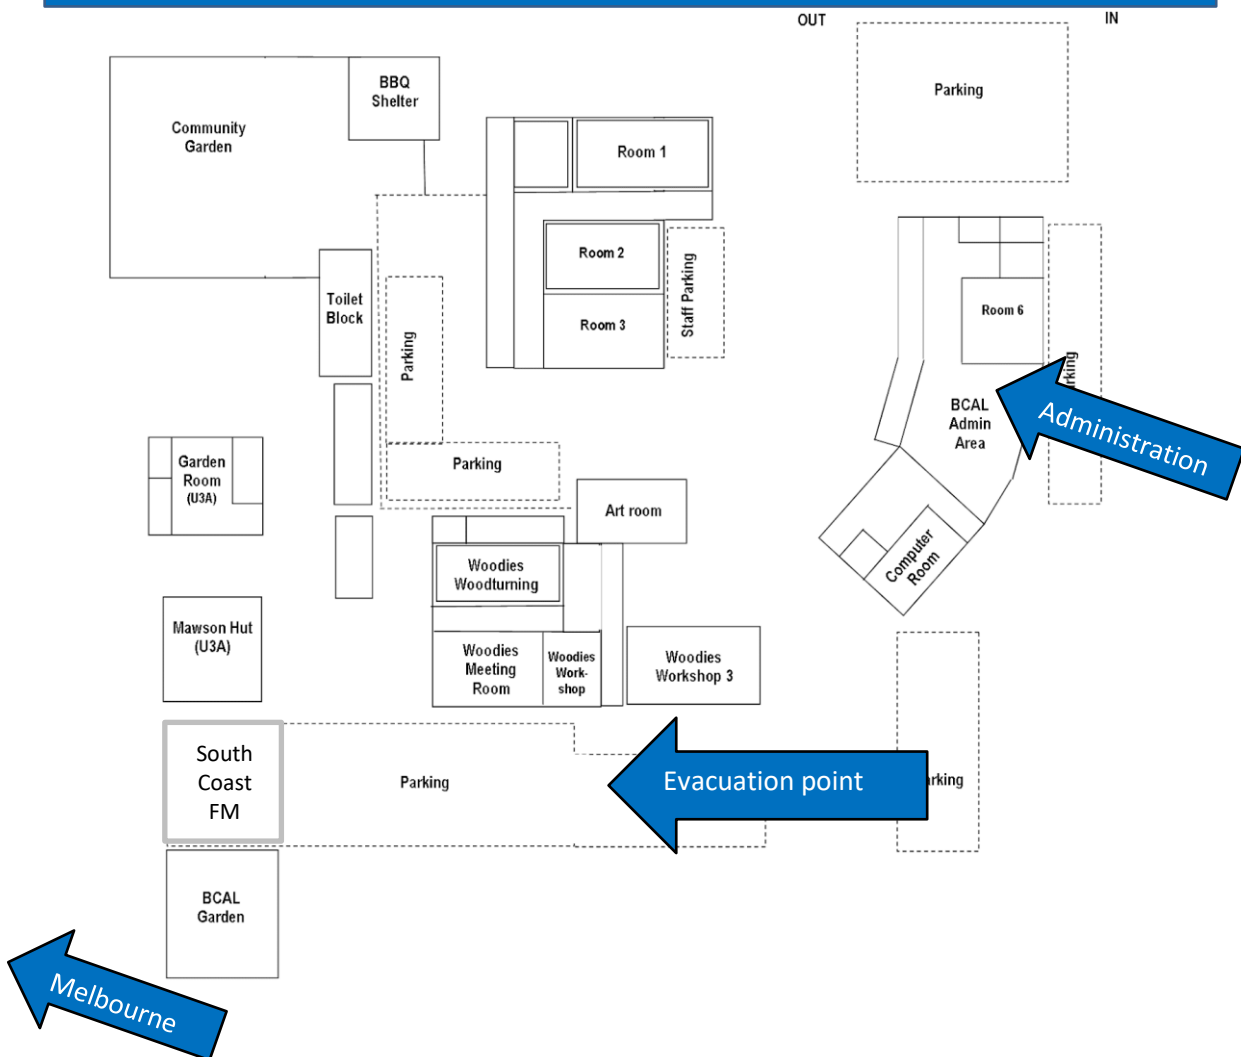 OUT
IN
Parking
BBQ
Shelter
Community
Garden
Room 1
Room 2
Staff Parking
Room 3
Toilet
Block
Parking
Room 6
arking
BCAL
Admin
Area
Administration
Garden
Room
(U3A)
Parking
Art room
Computer
Room
Woodies
Woodturning
Mawson Hut
(U3A)
Woodies
Meeting
Room
Woodies
Work-
shop
Woodies
Workshop 3
South
Coast
FM
Parking
Evacuation point
arking
BCAL
Garden
Melbourne